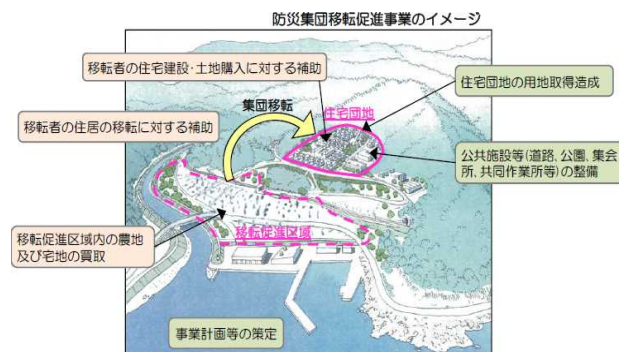 防災集団移転促進事業のイメージ
移転者の住宅建設・土地購入に対する補助
住宅団地の用地取得造成
集団移転
住宅団地
移転者の住居の移転に対する補助
公共施設等(道路、公園、集会
所、共同作業所等)の整備
移転促進区域内の農地
及び宅地の買取
移転促進区域
事業計画等の策定